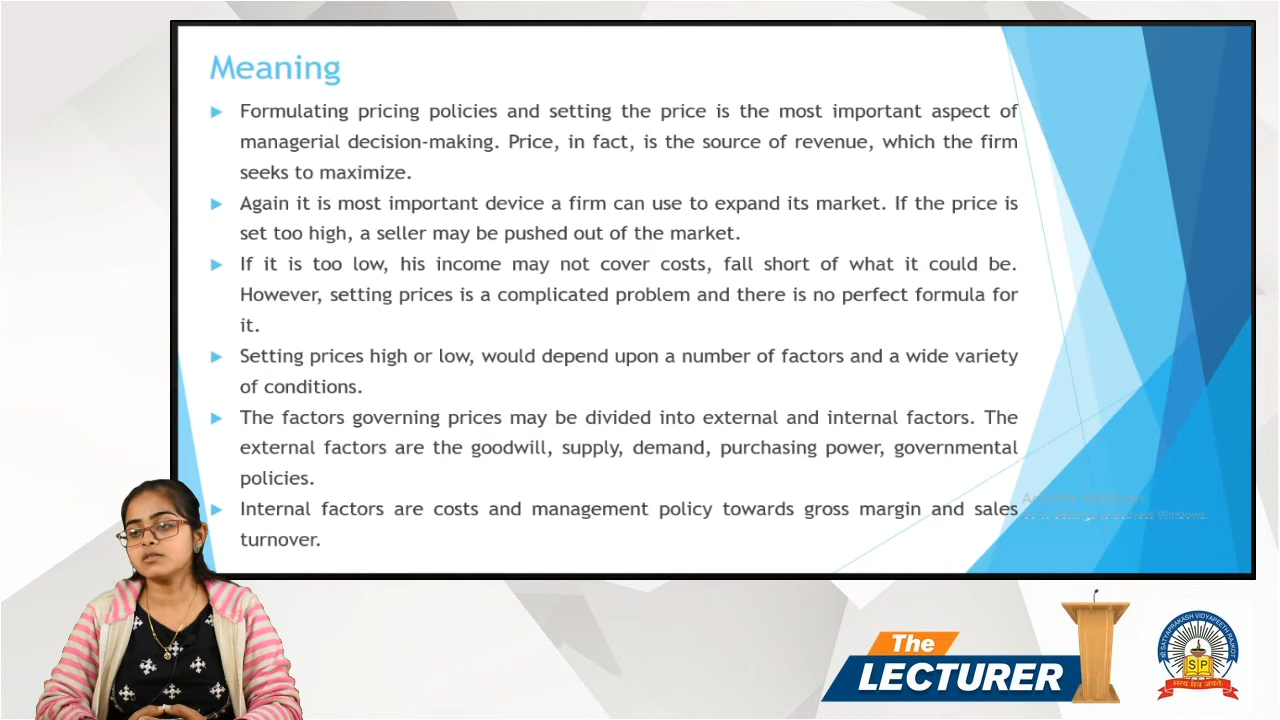 Meaning
Formulating pricing policies and setting the price is the most important aspect of
managerial decision-making. Price, in fact, is the source of revenue, which the firm
seeks to maximize.
Again it is most important device a firm can use to expand its market. If the price is
set too high, a seller may be pushed out of the market.
If it is too low, his income may not cover costs, fall short of what it could be.
However, setting prices is a complicated problem and there is no perfect formula for
it.
Setting prices high or low, would depend upon a number of factors and a wide variety
of conditions.
The factors governing prices may be divided into external and internal factors. The
external factors are the goodwill, supply, demand, purchasing power, governmental
policies.
Internal factors are costs and management policy towards gross margin and sales
turnover.
The
LECTURER
SATYAPRAKASH VIDYAPEETH RAJKOT
S P
सत्य मेव जयते